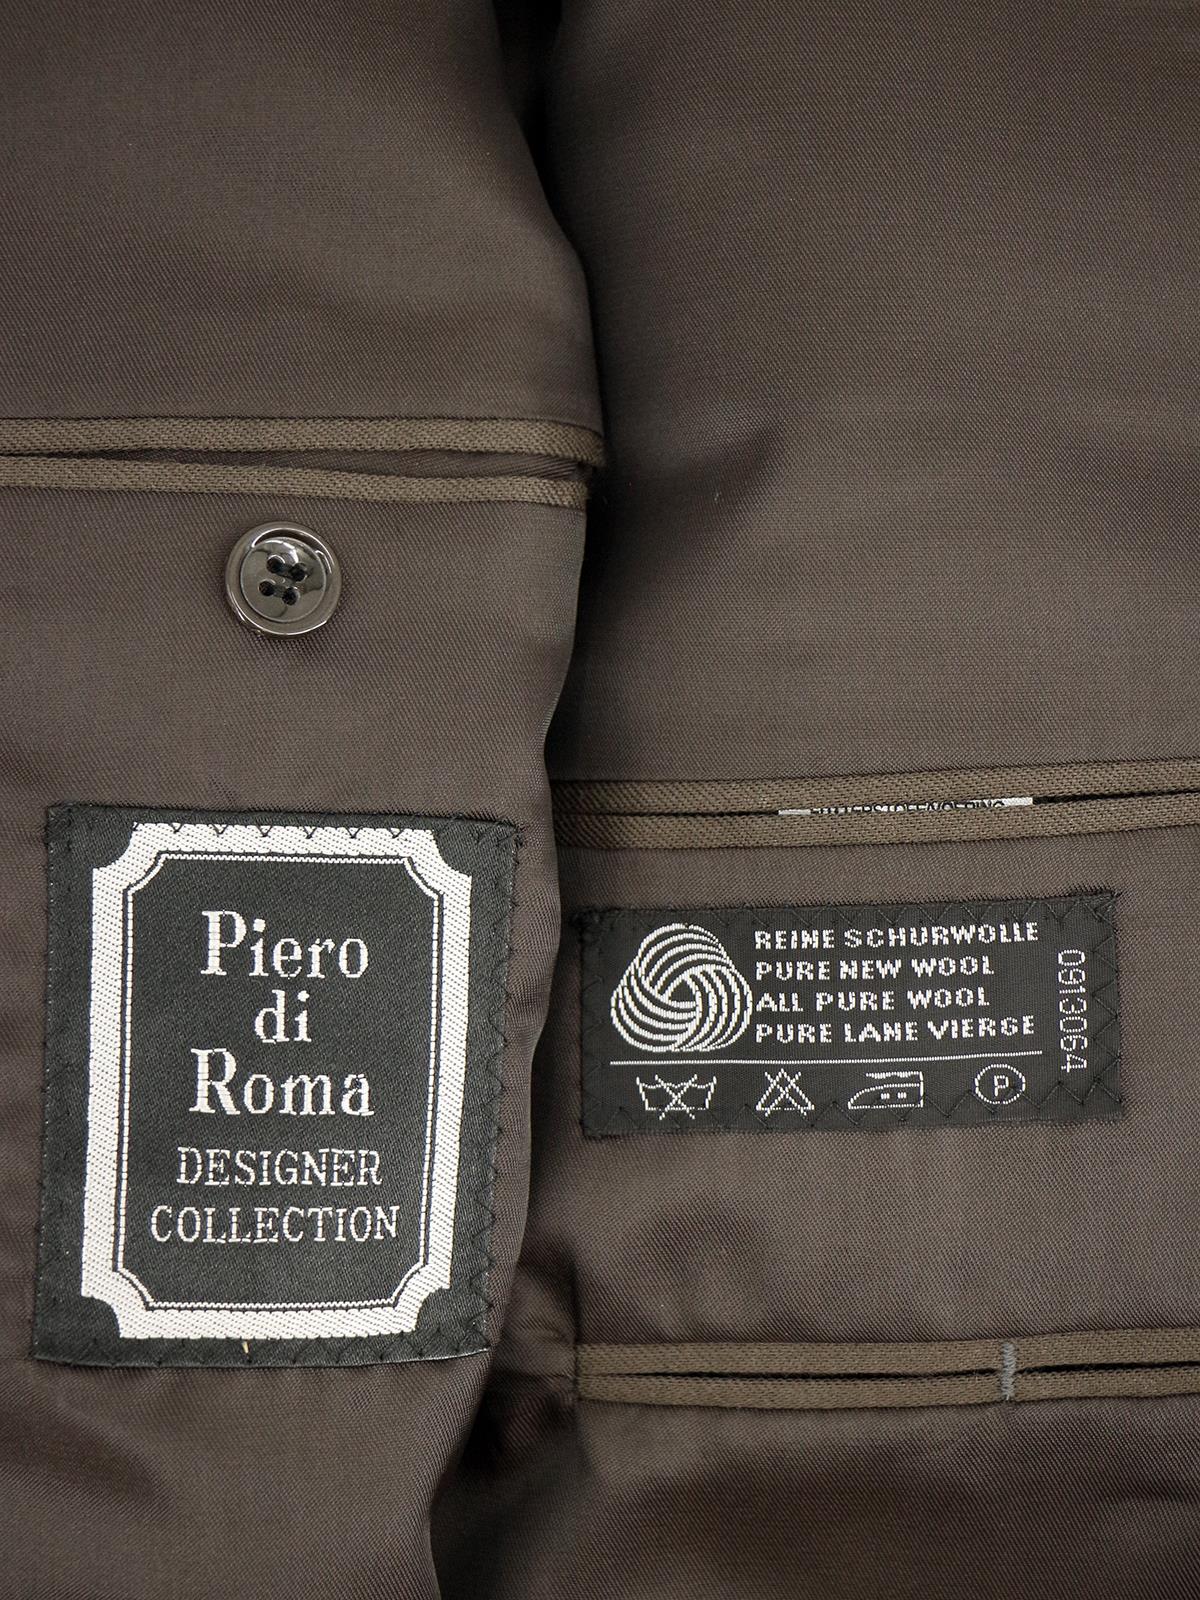 Piero
di
Roma
DESIGNER
COLLECTION
REINE SCHURWOLLE
PURE NEW WOOL
ALL PURE WOOL
PURE LANE VIERGE
0913064
P